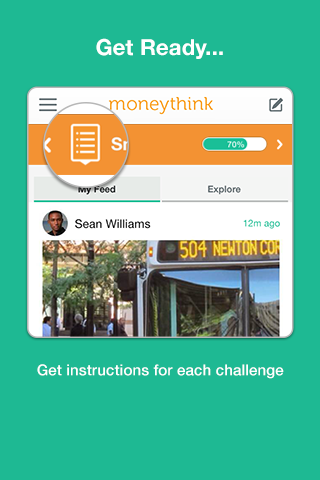 Get Ready...
moneythink
70%
My Feed
Explore
Sean Williams
12m ago
504 NEWTON COR
Get instructions for each challenge